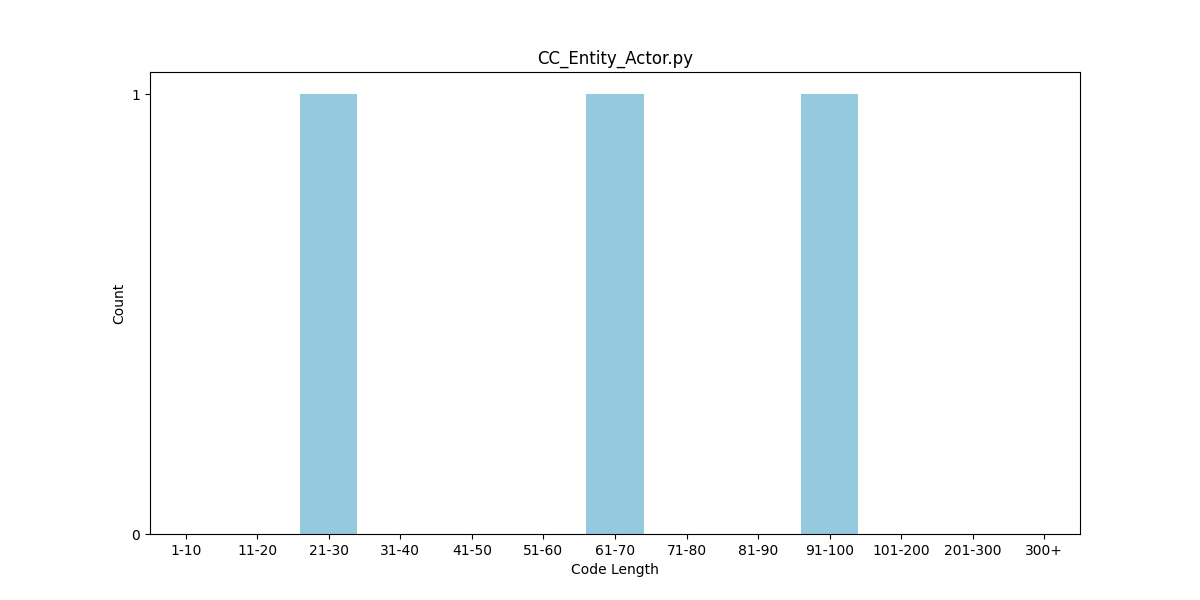 CC_Entity_Actor.py
1
0
Count
1-10 11-20 21-30 31-40 41-50 51-60 61-70 71-80 81-90 91-100 101-200 201-300 300+
Code Length